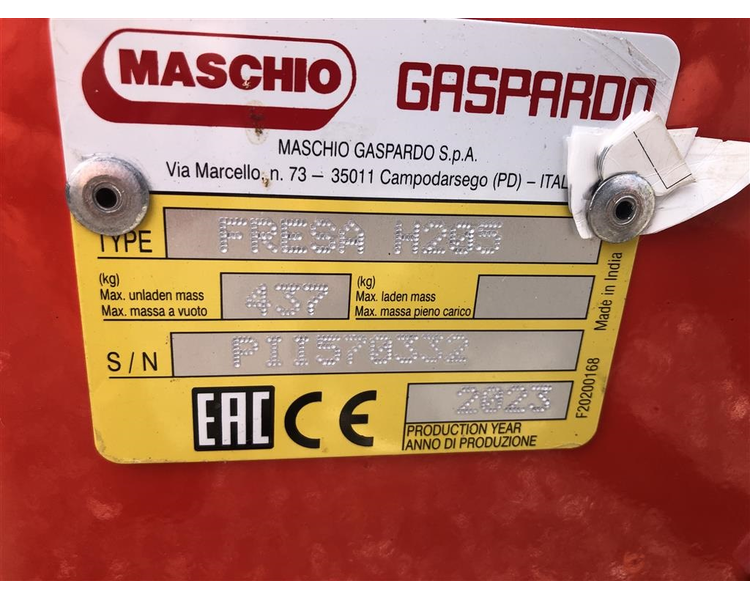 MASCHIO GASPARDO
MASCHIO GASPARDO S.p.A.
Via Marcello, n. 73 – 35011 Campodarsego (PD) – ITAL
TYPE FRESA H205
(kg)
Max. unladen mass
Max. massa a vuoto
437
(kg)
Max. laden mass
Max. massa pieno carico
S / N P11570332
EAC CE 2023
PRODUCTION YEAR
ANNO DI PRODUZIONE
F20200168 Made in India